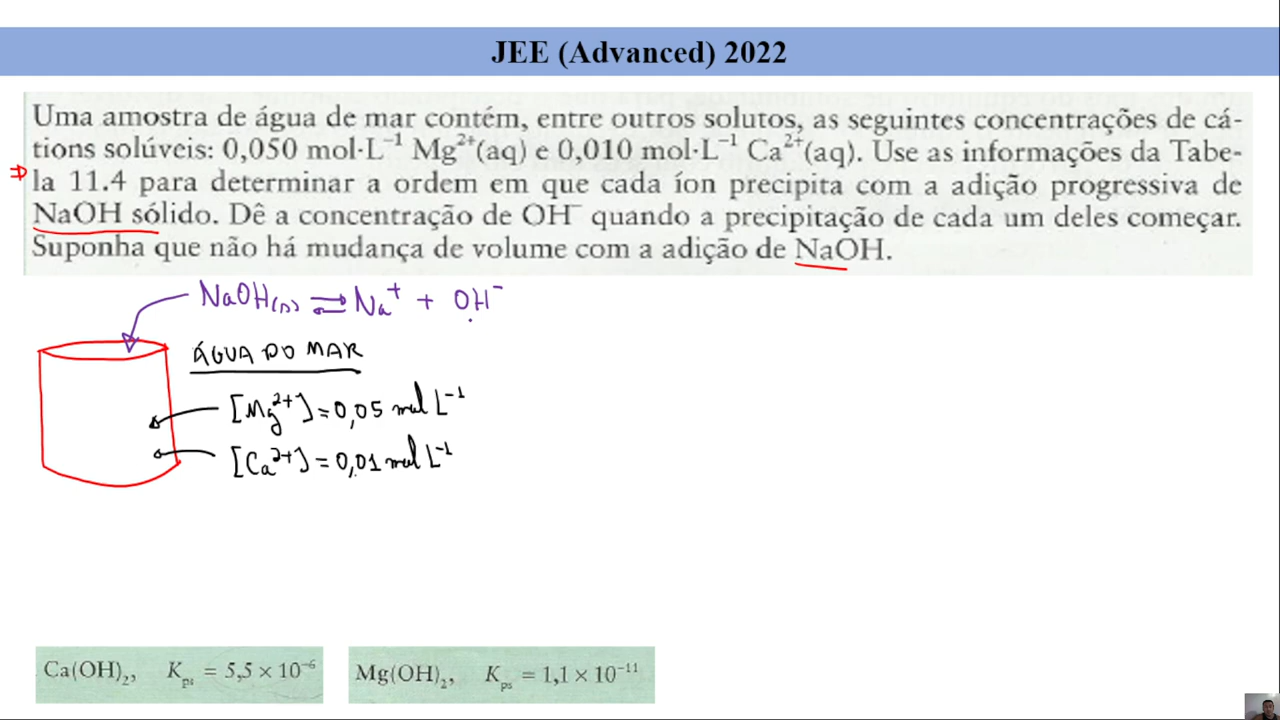 JEE (Advanced) 2022
Uma amostra de água de mar contém, entre outros solutos, as seguintes concentrações de cá-
tions solúveis: 0,050 mol·L⁻¹ Mg²⁺(aq) e 0,010 mol·L⁻¹ Ca²⁺(aq). Use as informações da Tabe-
la 11.4 para determinar a ordem em que cada íon precipita com a adição progressiva de
NaOH sólido. Dê a concentração de OH⁻ quando a precipitação de cada um deles começar.
Suponha que não há mudança de volume com a adição de NaOH.
NaOH(s) ⇌ Na⁺ + OH⁻
ÁGUA DO MAR
[Mg²⁺] = 0,05 mol L⁻¹
[Ca²⁺] = 0,01 mol L⁻¹
Ca(OH)₂, Kps = 5,5 × 10⁻⁶
Mg(OH)₂, Kps = 1,1 × 10⁻¹¹